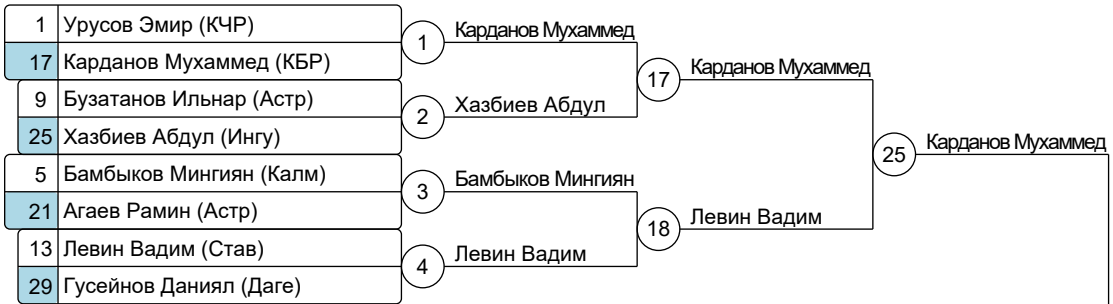 1 Урусов Эмир (КЧР)
17 Карданов Мухаммед (КБР)
9 Бузатанов Ильнар (Астр)
25 Хазбиев Абдул (Ингу)
5 Бамбыков Мингиян (Калм)
21 Агаев Рамин (Астр)
13 Левин Вадим (Став)
29 Гусейнов Даниял (Даге)
1 Карданов Мухаммед
2 Хазбиев Абдул
3 Бамбыков Мингиян
4 Левин Вадим
17 Карданов Мухаммед
18 Левин Вадим
25 Карданов Мухаммед